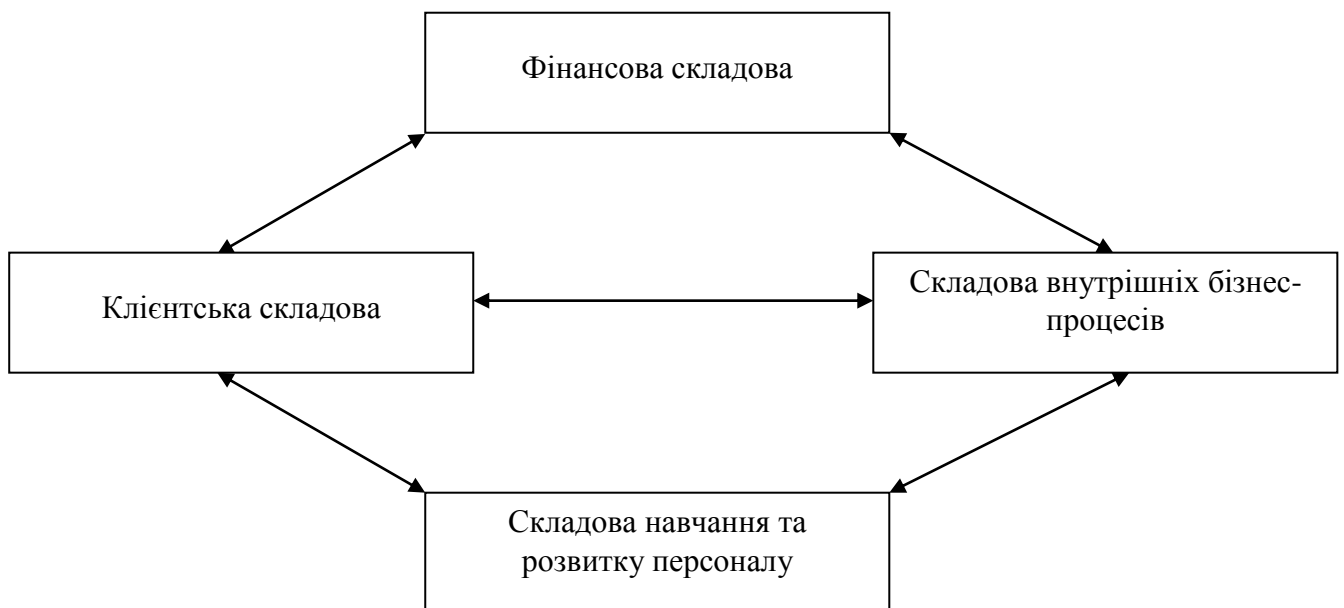 Фінансова складова
Клієнтська складова
Складова внутрішніх бізнес-
процесів
Складова навчання та
розвитку персоналу